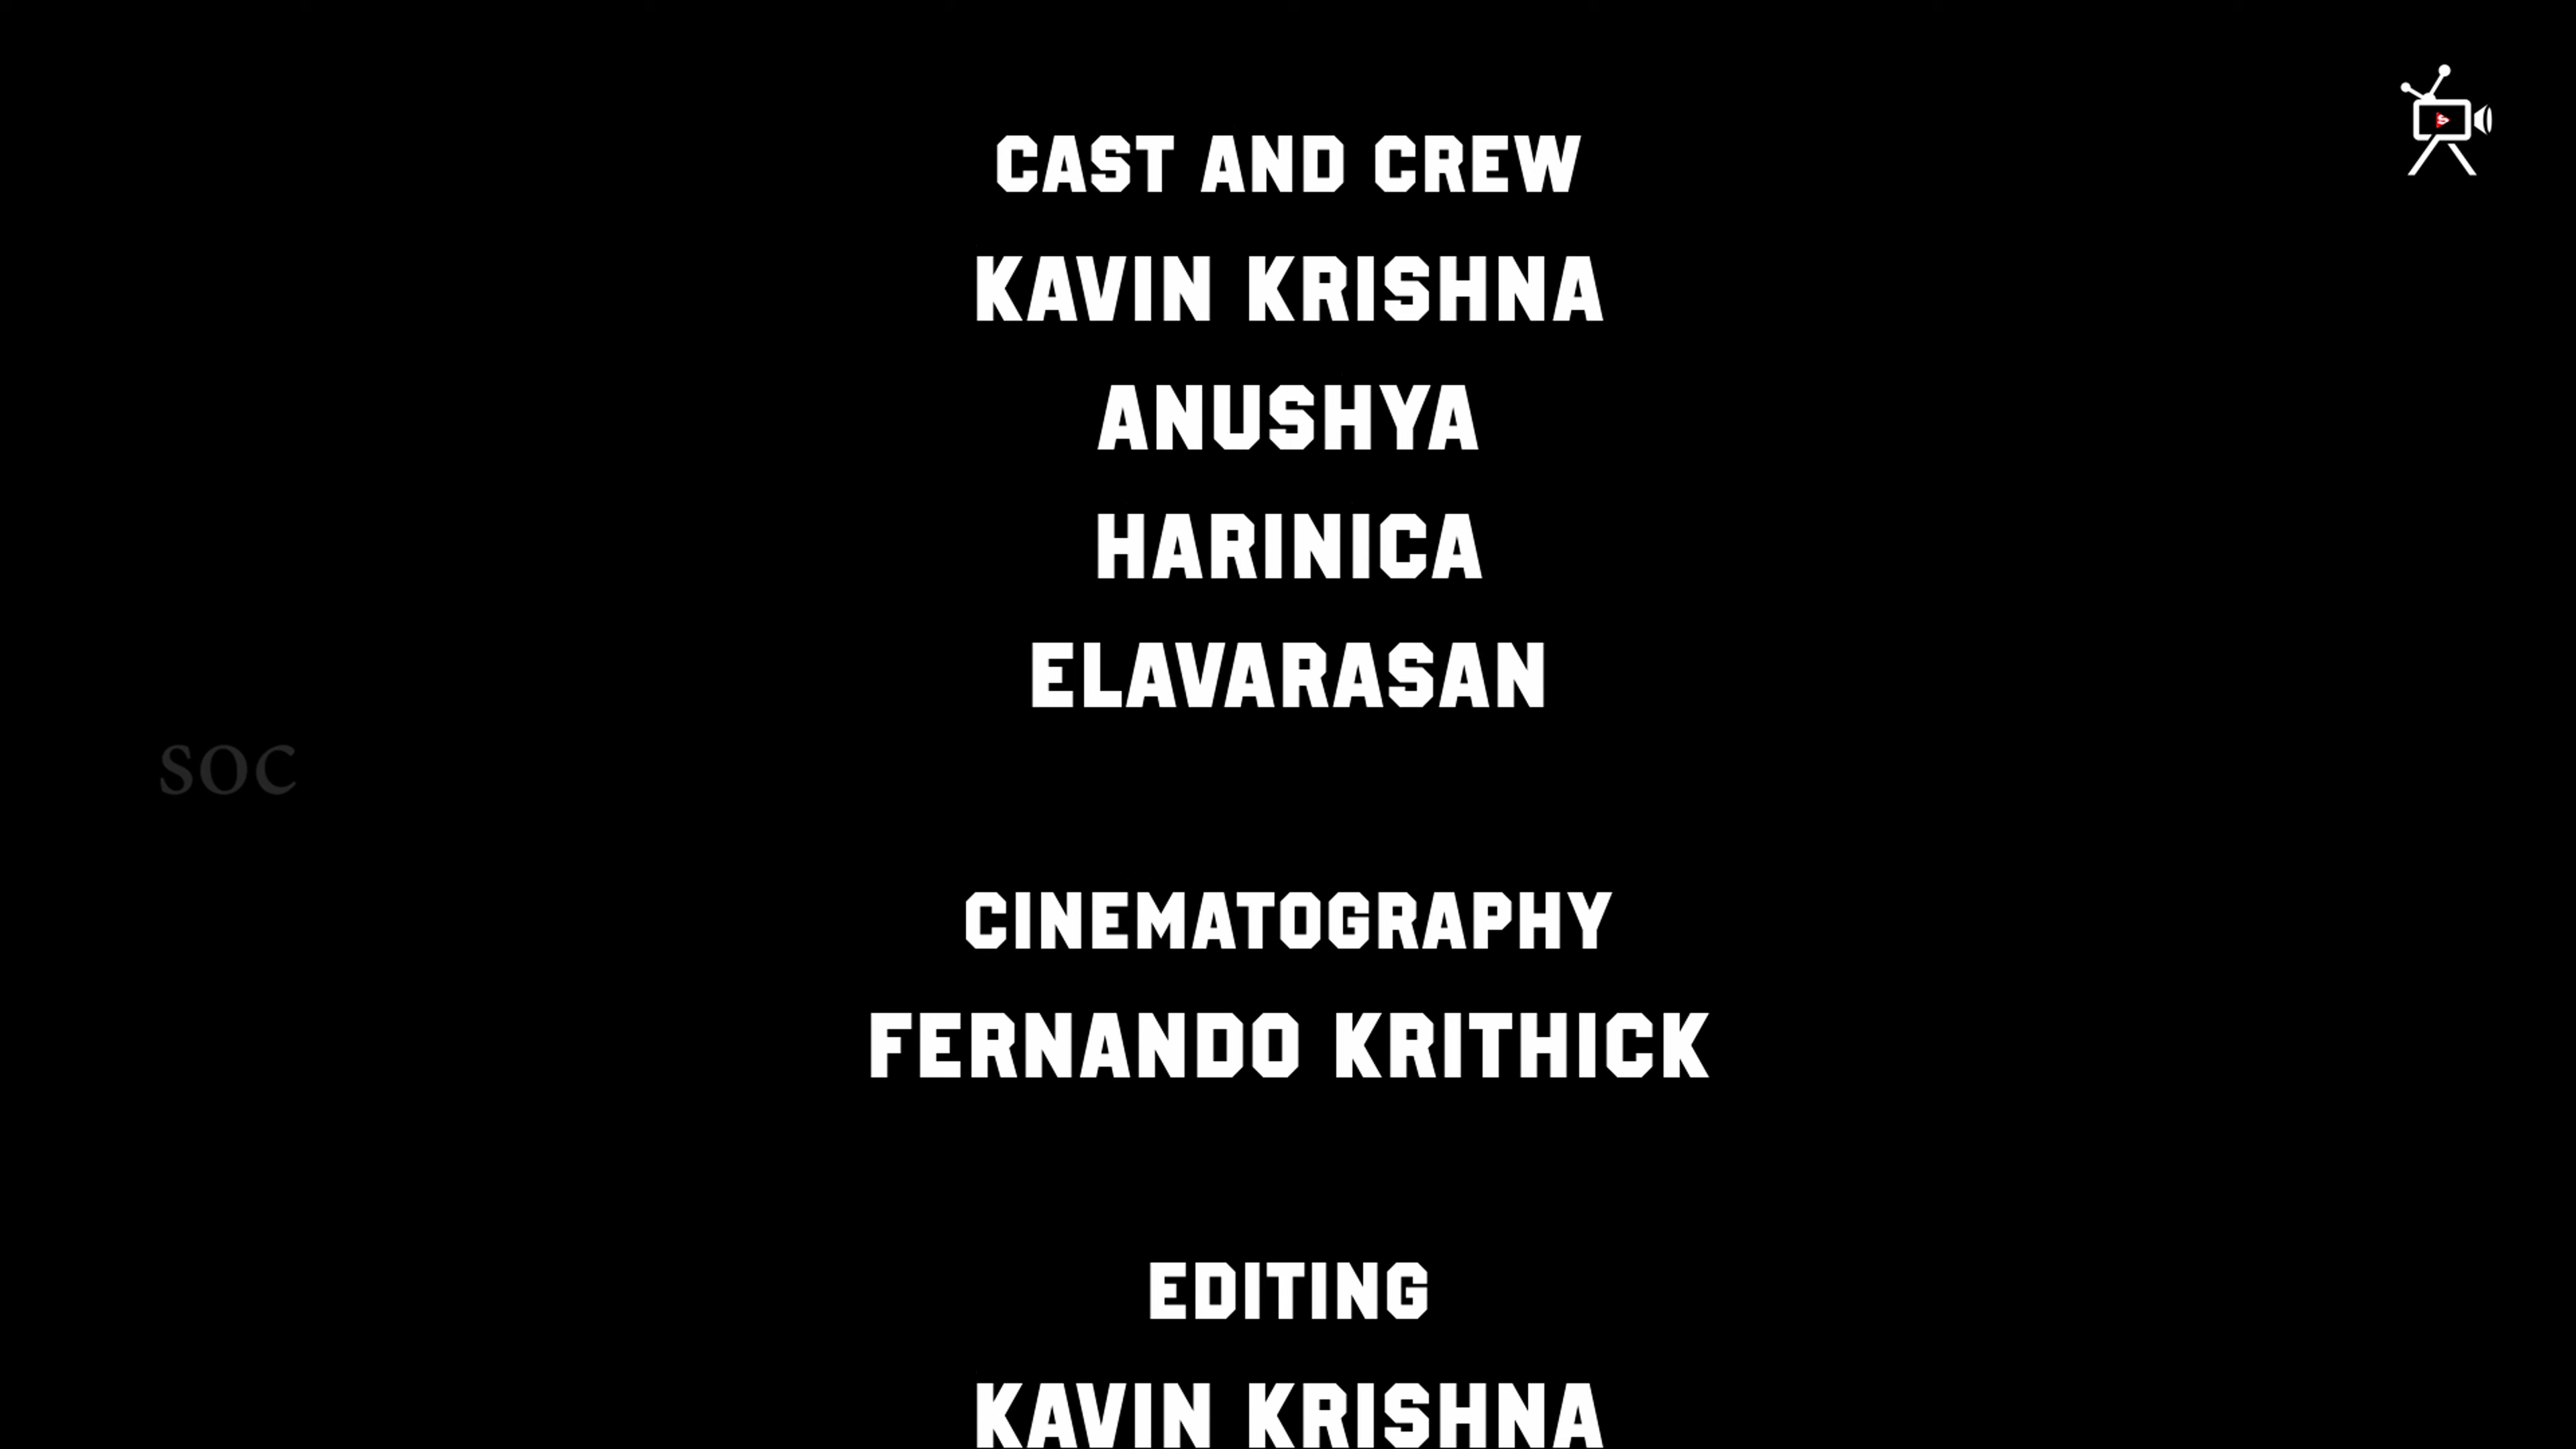 CAST AND CREW
KAVIN KRISHNA
ANUSHYA
HARINICA
ELAVARASAN
soc
CINEMATOGRAPHY
FERNANDO KRITHICK
EDITING
KAVIN KRISHNA